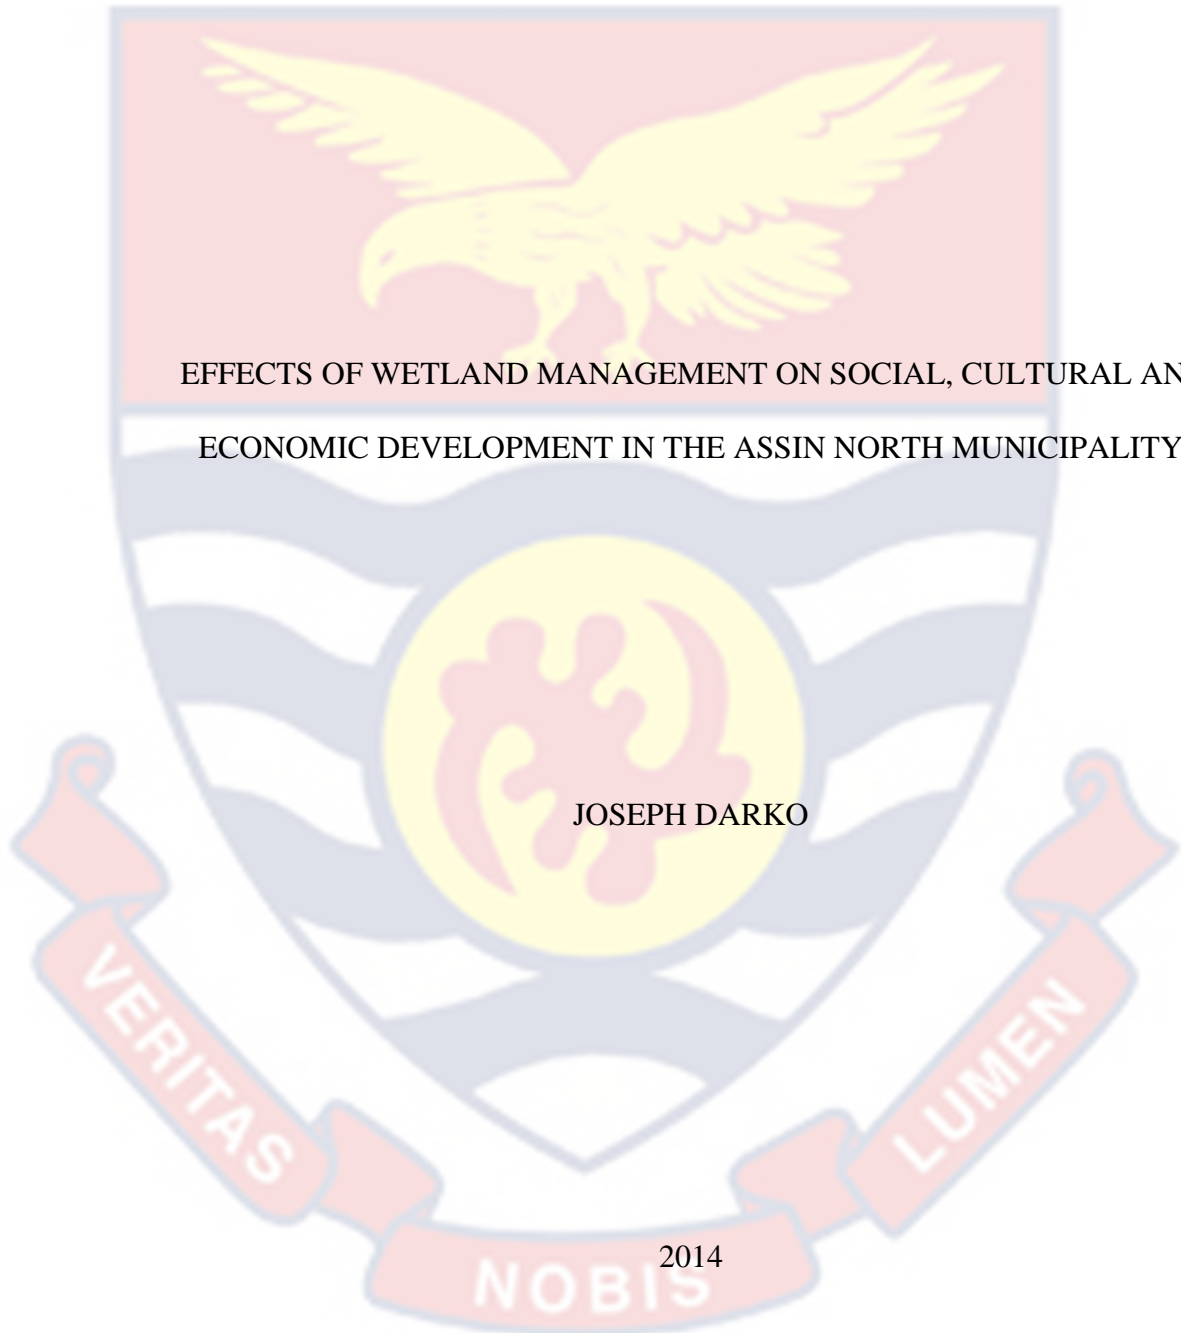 EFFECTS OF WETLAND MANAGEMENT ON SOCIAL, CULTURAL AN
ECONOMIC DEVELOPMENT IN THE ASSIN NORTH MUNICIPALITY
JOSEPH DARKO
VERITAS
NOBIS
LUMEN
2014